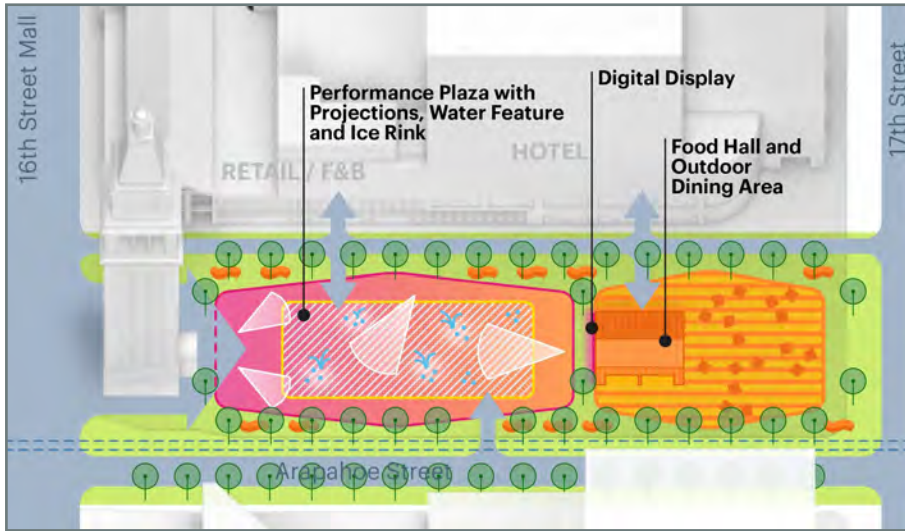 16th Street Mall
Performance Plaza with
Projections, Water Feature
and Ice Rink
Digital Display
17th Street
Food Hall and
Outdoor
Dining Area
HOTEL
RETAIL / F&B
Arapahoe Street